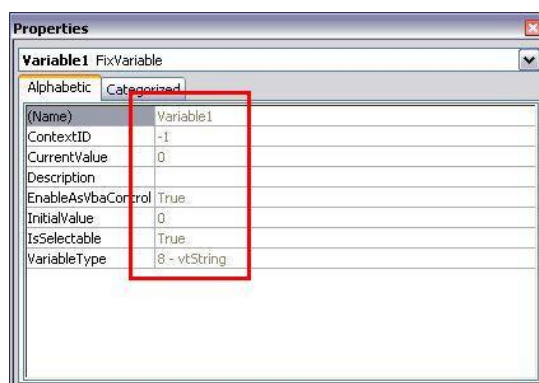 Properties
Variable1 FixVariable
Alphabetic Categorized
(Name) Variable1
ContextID -1
CurrentValue 0
Description
EnableAsVbaControl True
InitialValue 0
IsSelectable True
VariableType 8 - vtString